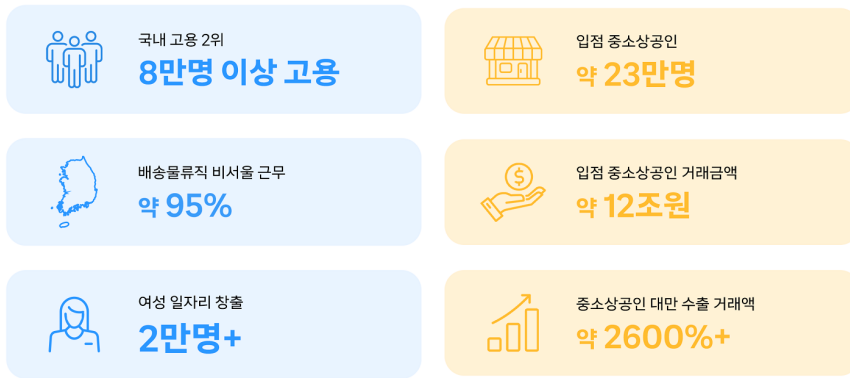 국내 고용 2위
8만명 이상 고용
입점 중소상공인
약 23만명
배송물류직 비서울 근무
약 95%
입점 중소상공인 거래금액
약 12조원
여성 일자리 창출
2만명+
중소상공인 대만 수출 거래액
약 2600%+